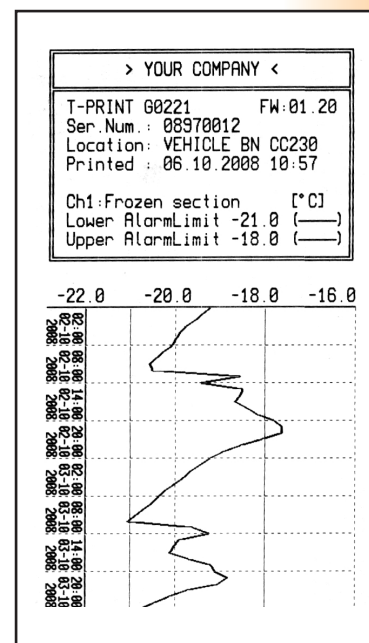 > YOUR COMPANY <
T-PRINT G0221 FW:01.20
Ser.Num.: 08970012
Location: VEHICLE BN CC230
Printed : 06.10.2008 10:57
Ch1:Frozen section [°C]
Lower AlarmLimit -21.0 (——)
Upper AlarmLimit -18.0 (——)
-22.0 -20.0 -18.0 -16.0
02:00
02-10
2008
08:00
02-10
2008
14:00
02-10
2008
20:00
02-10
2008
02:00
03-10
2008
08:00
03-10
2008
14:00
03-10
2008
20:00
03-10
2008